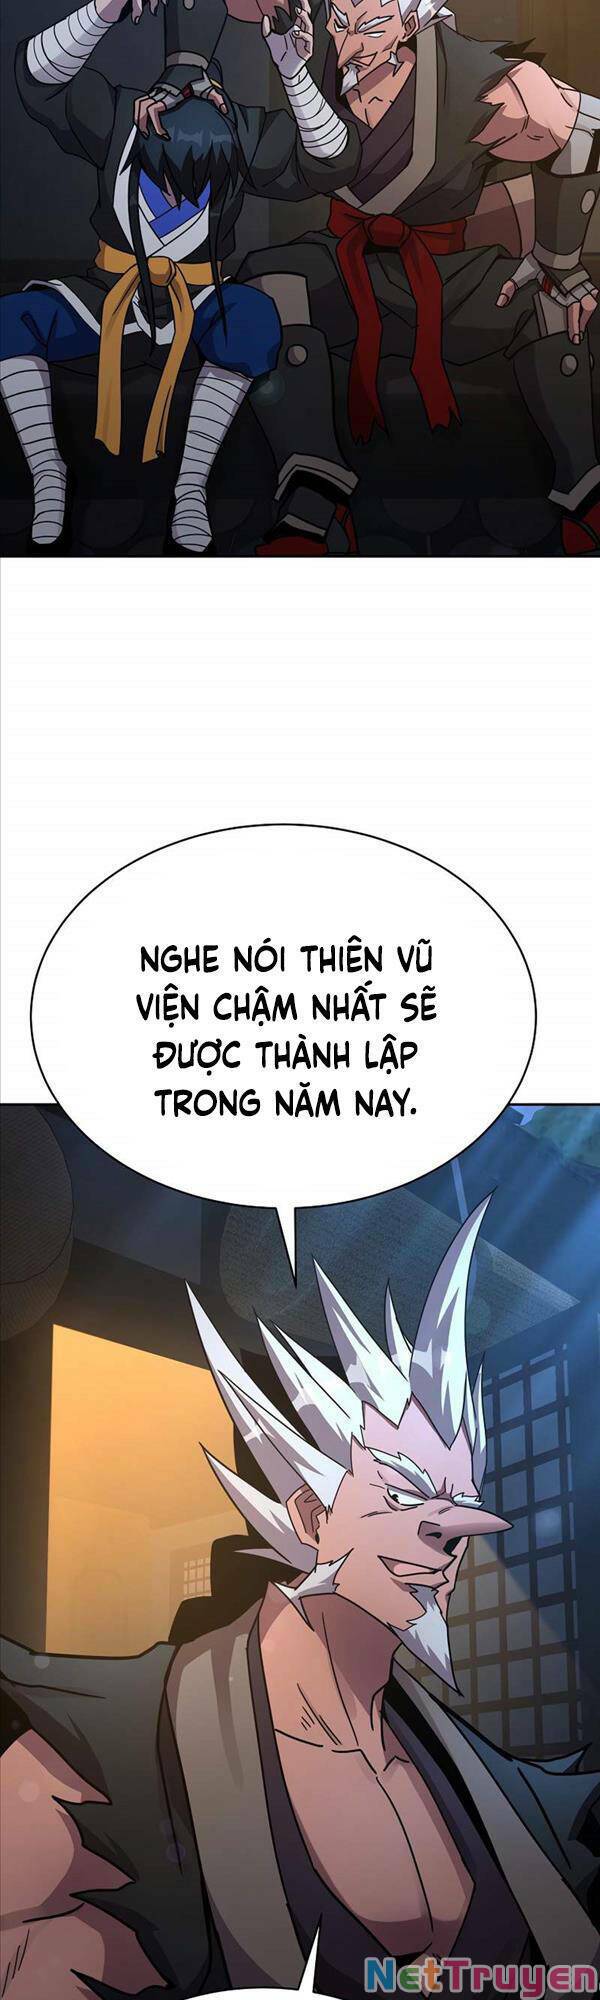 NGHE NÓI THIÊN VŨ
VIỆN CHẬM NHẤT SẼ
ĐƯỢC THÀNH LẬP
TRONG NĂM NAY.
NetTruyen